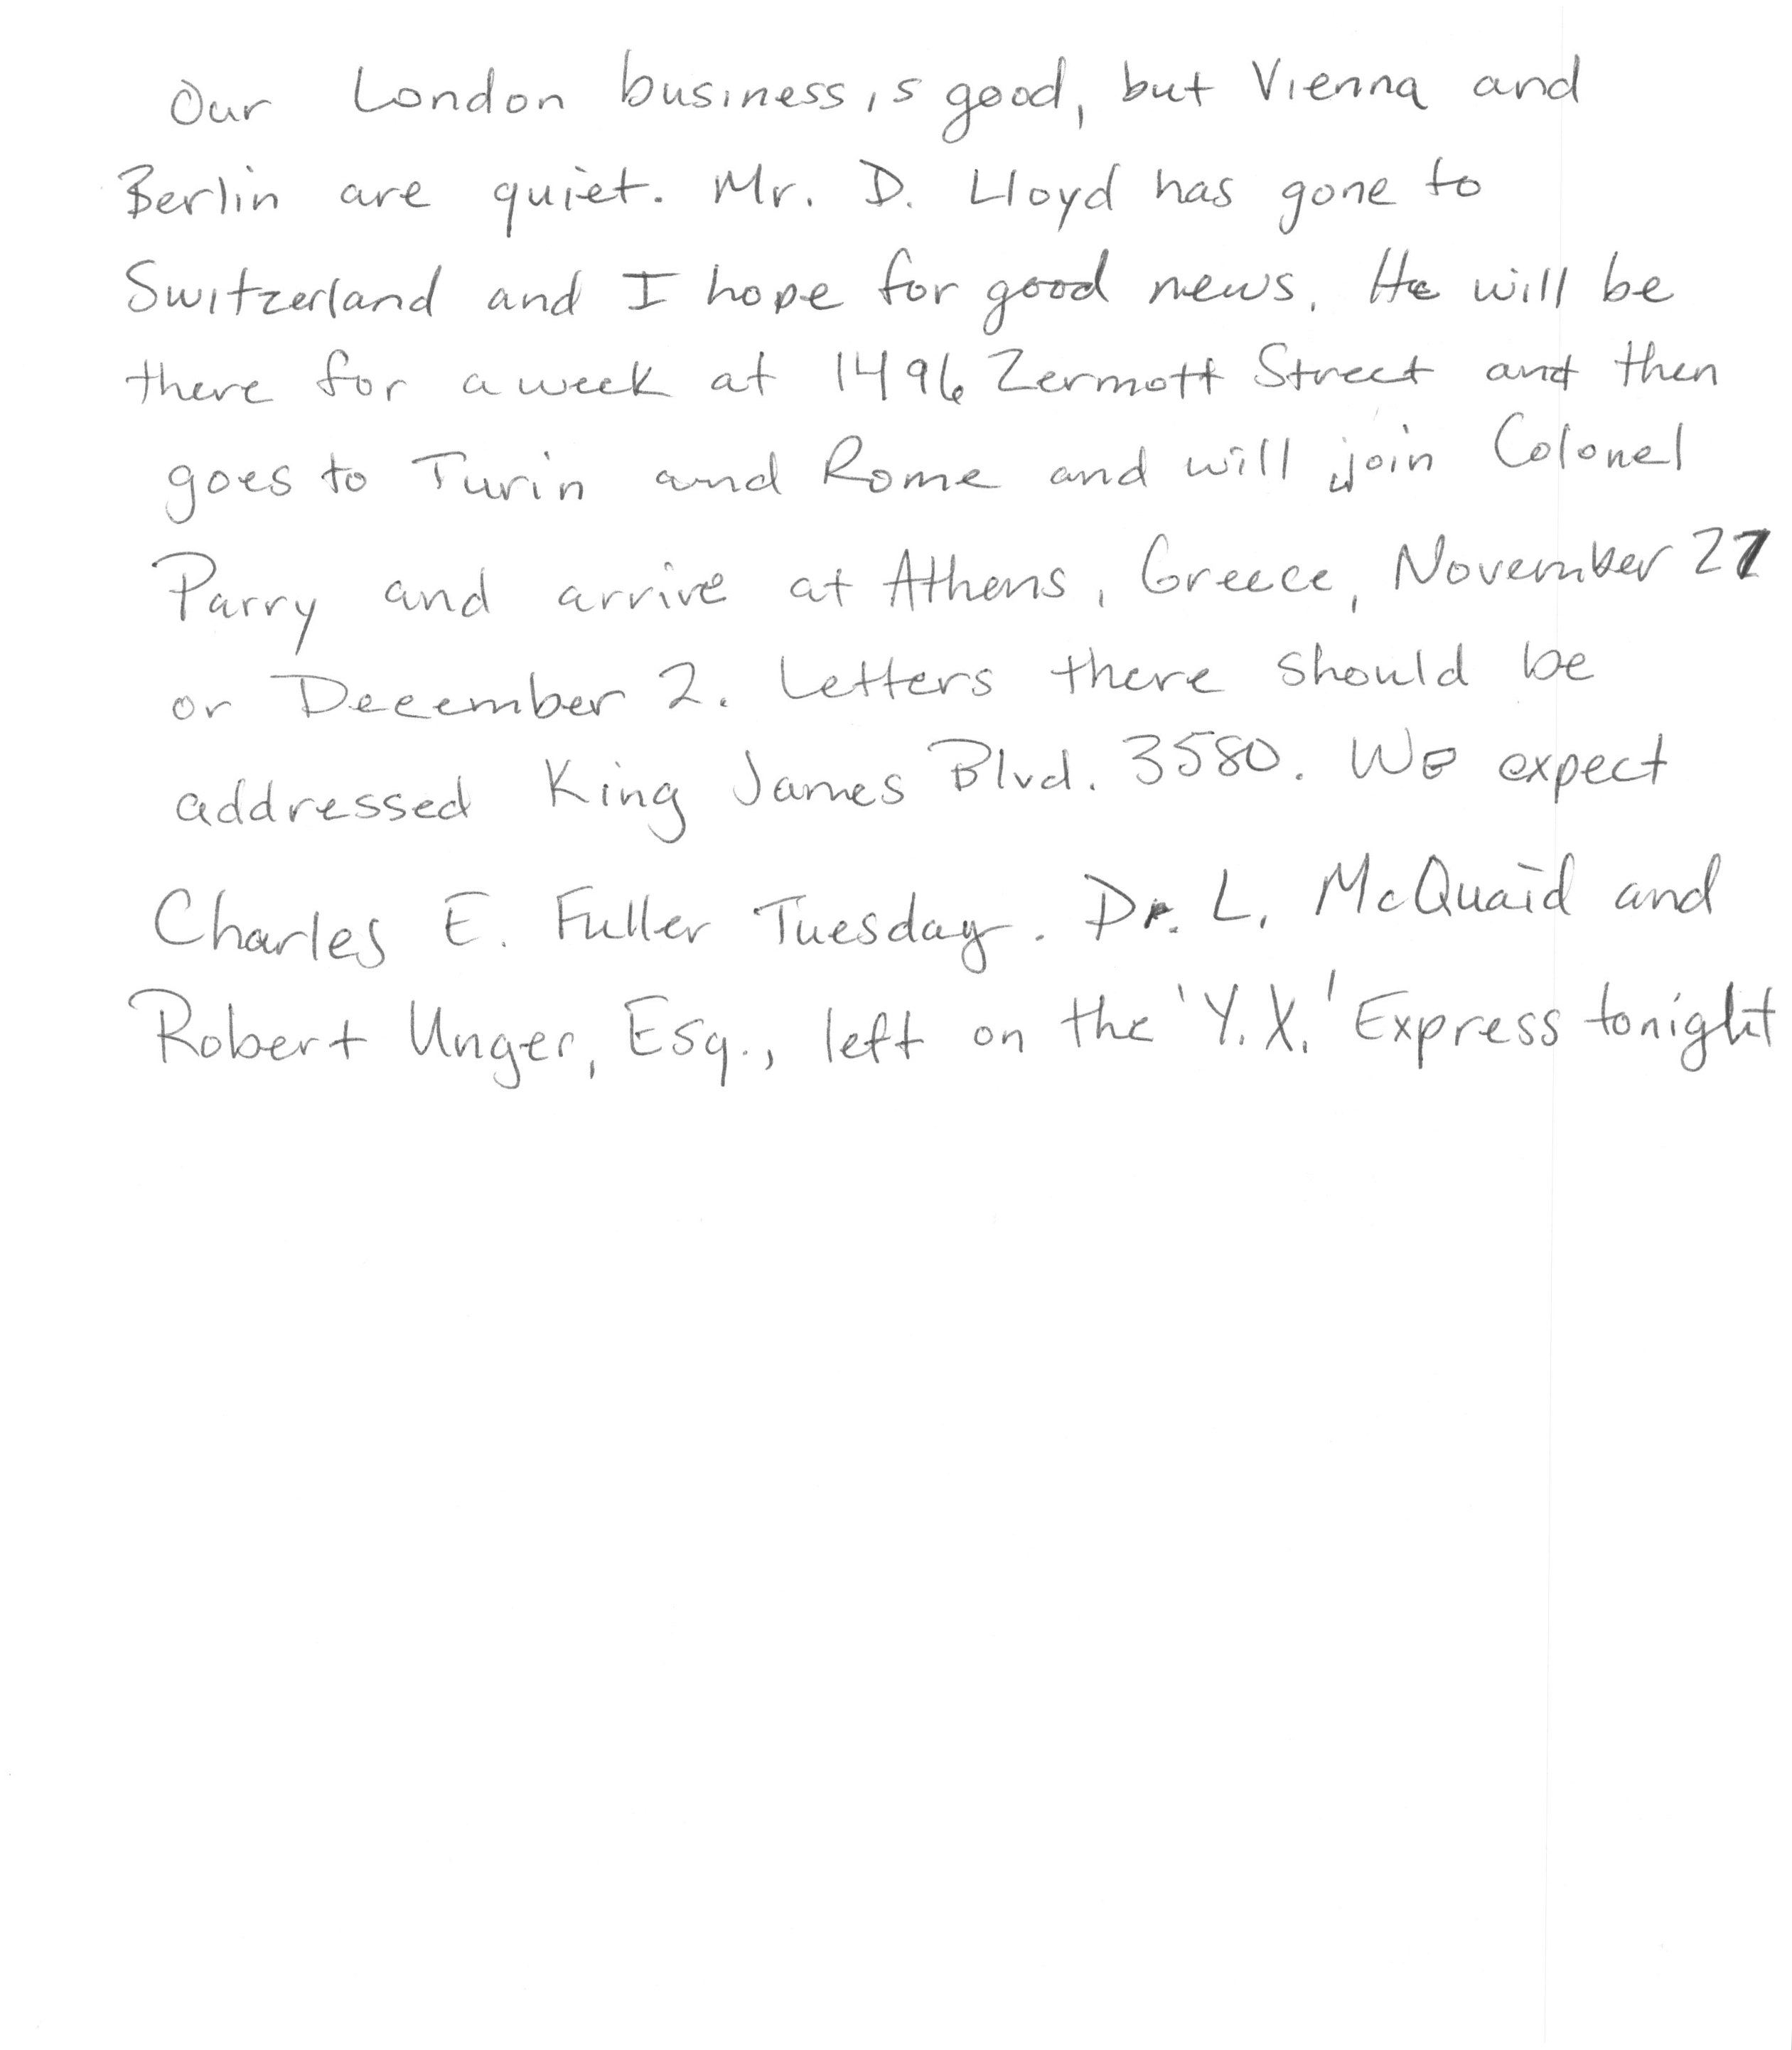 Our London business is good, but Vienna and
Berlin are quiet. Mr. D. Lloyd has gone to
Switzerland and I hope for good news. He will be
there for a week at 1496 Zermott Street and then
goes to Turin and Rome and will join Colonel
Parry and arrive at Athens, Greece, November 27
or December 2. Letters there should be
addressed King James Blvd. 3580. We expect
Charles E. Fuller Tuesday. Dr. L. McQuaid and
Robert Unger, Esq., left on the 'Y.X.' Express tonight